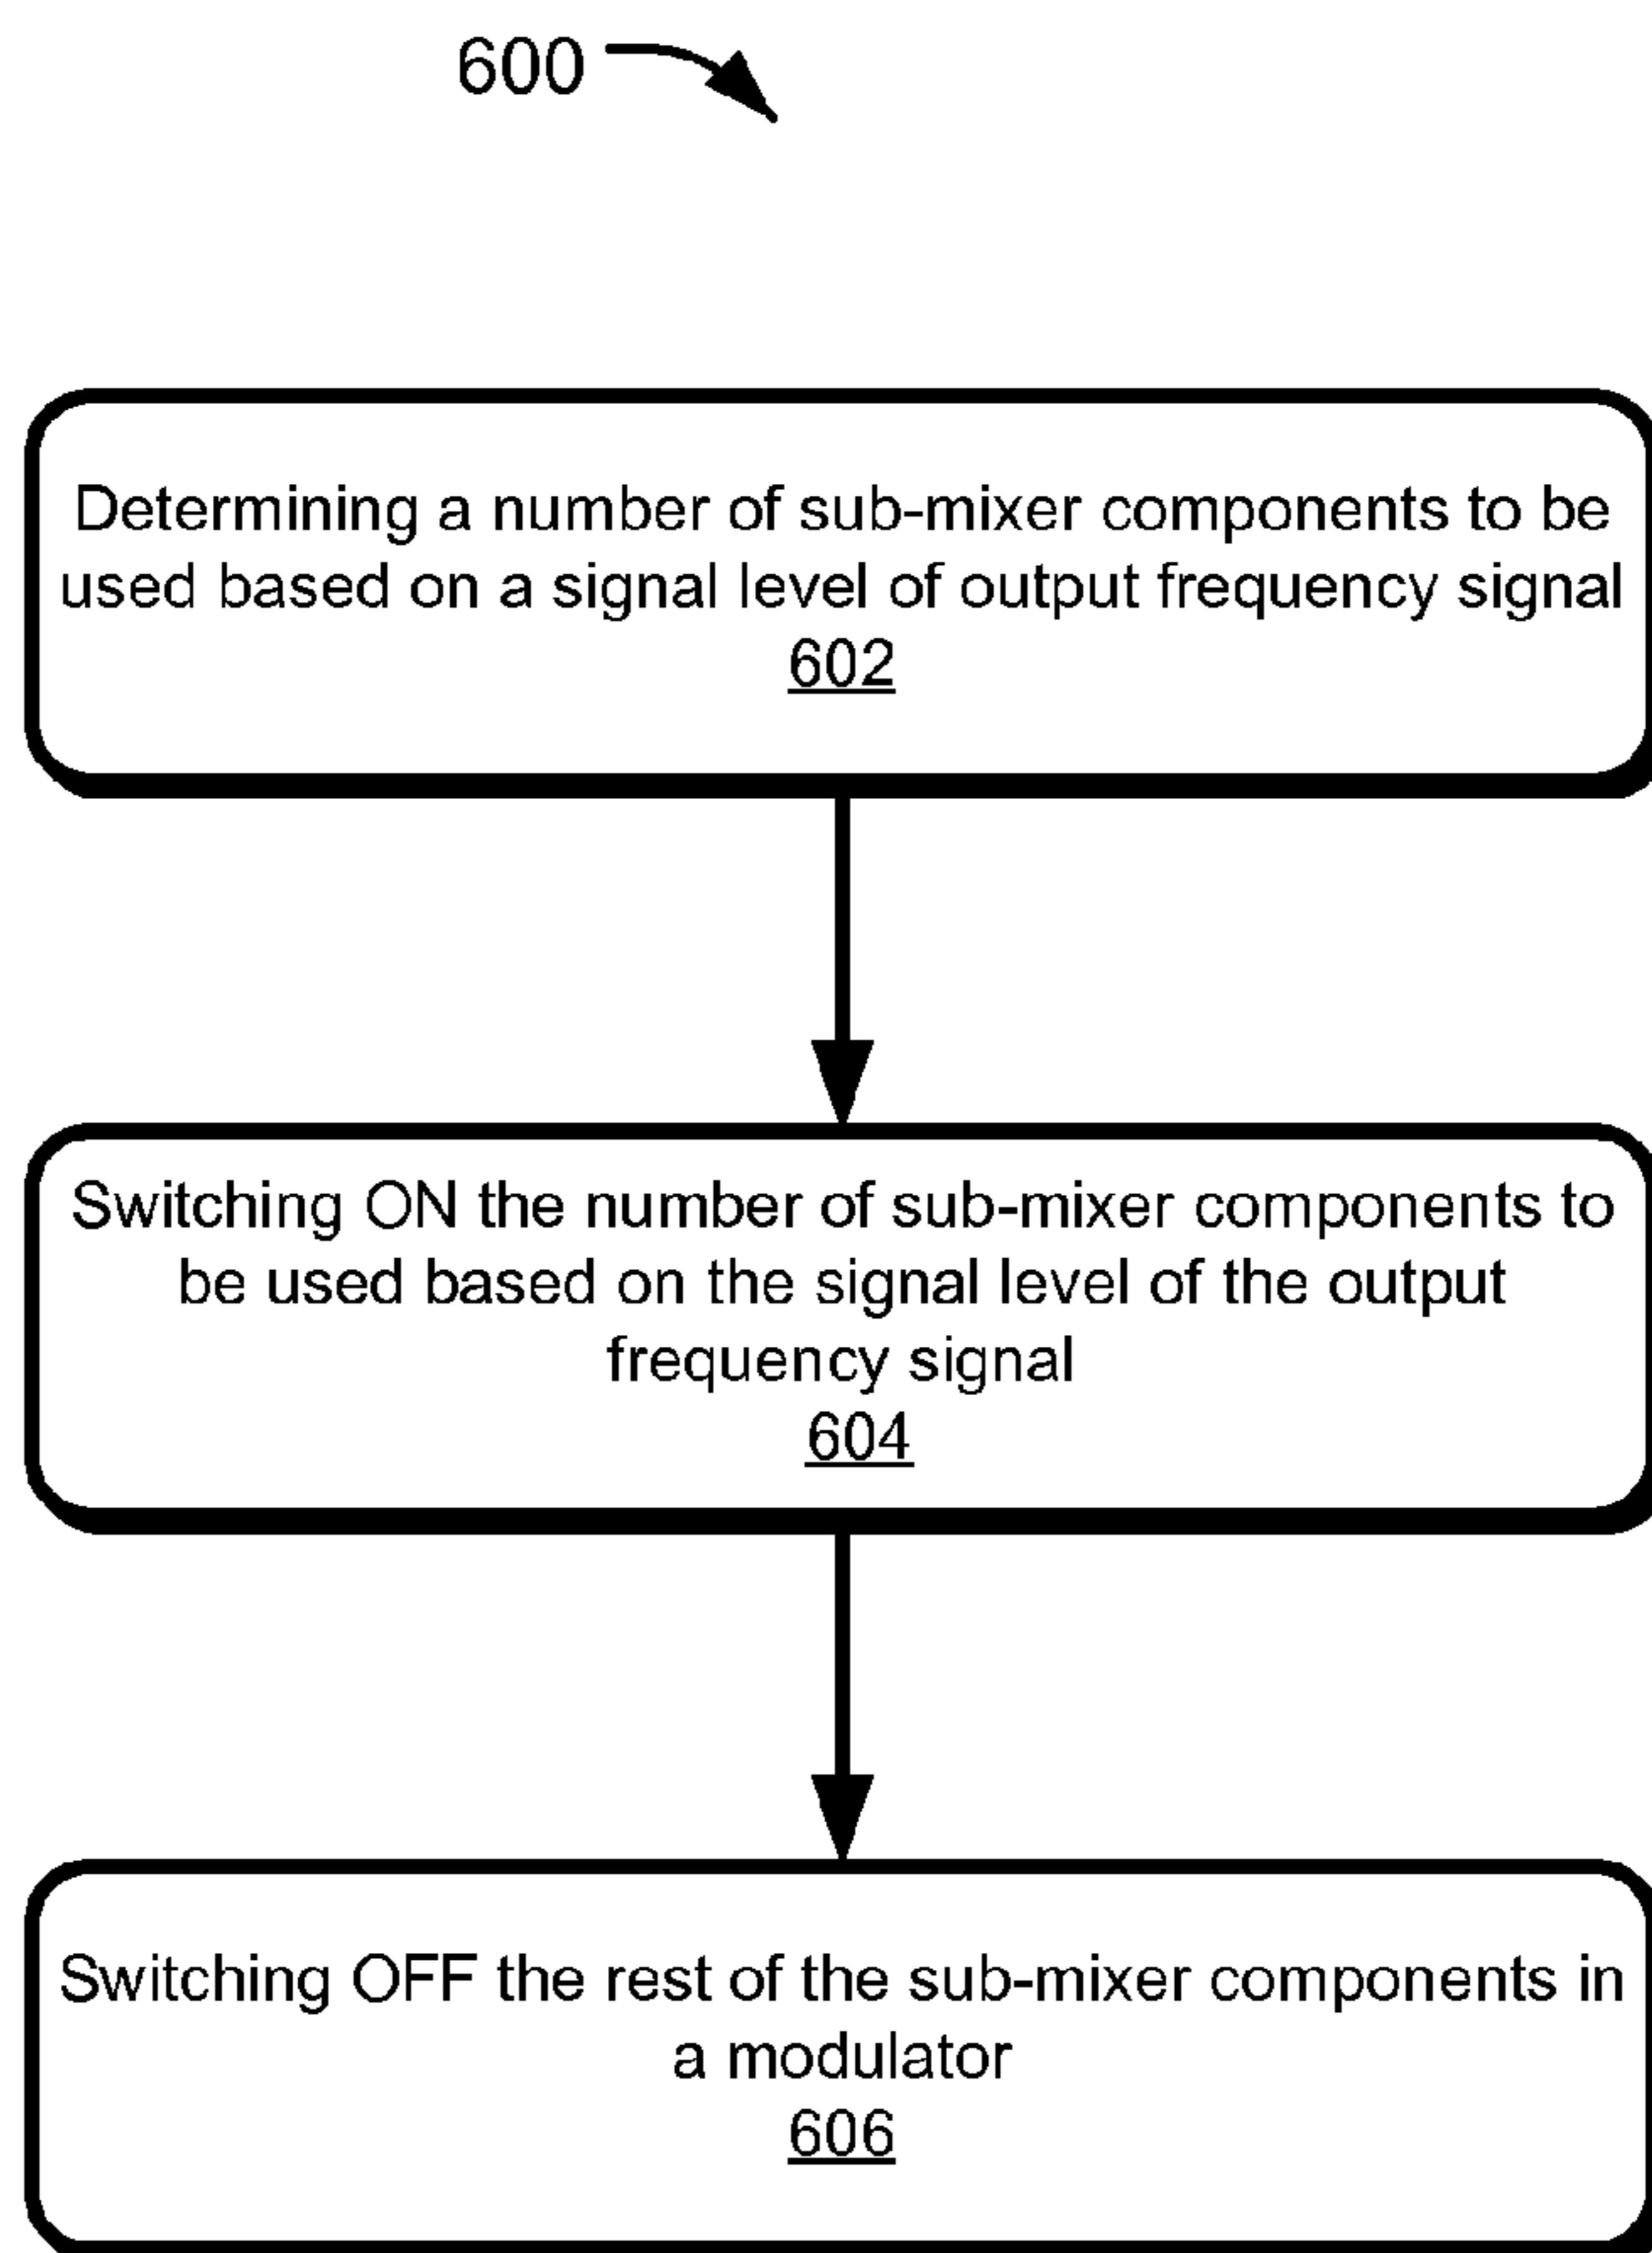 600
Determining a number of sub-mixer components to be
used based on a signal level of output frequency signal
602
Switching ON the number of sub-mixer components to
be used based on the signal level of the output
frequency signal
604
Switching OFF the rest of the sub-mixer components in
a modulator
606